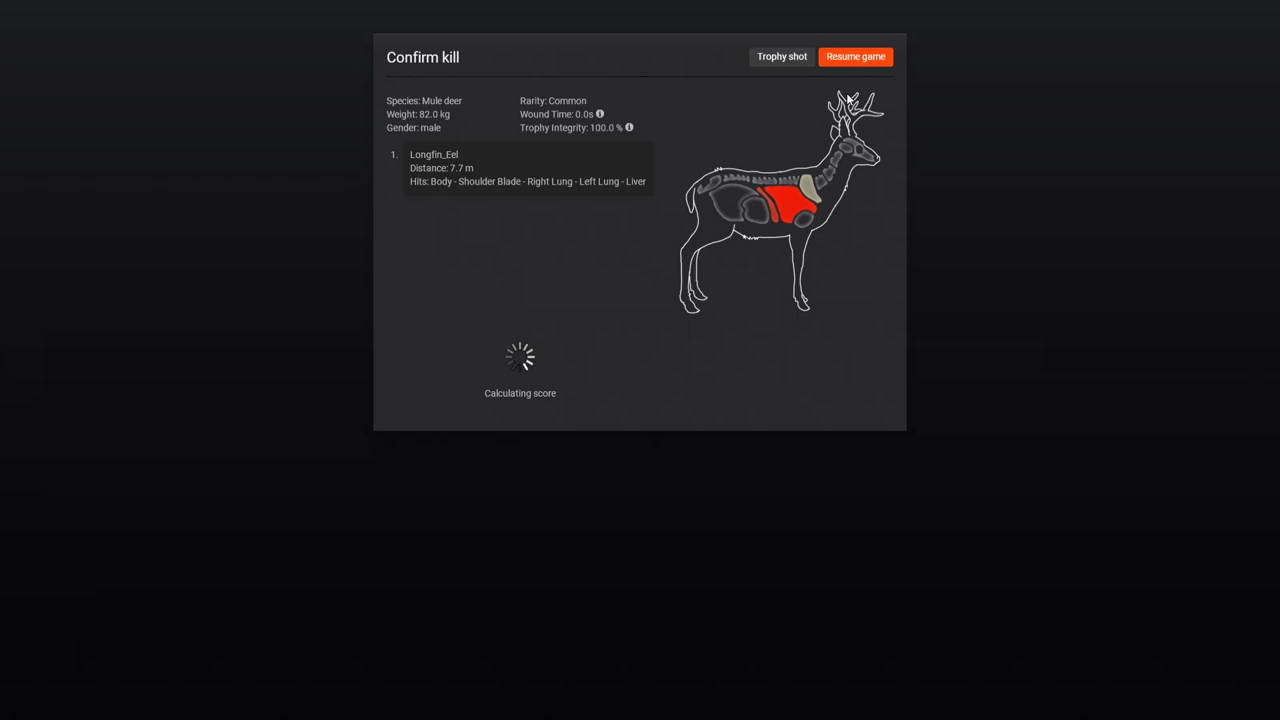 Confirm kill
Trophy shot
Resume game
Species: Mule deer
Rarity: Common
Weight: 82.0 kg
Wound Time: 0.0s
Gender: male
Trophy Integrity: 100.0 %
1. Longfin_Eel
Distance: 7.7 m
Hits: Body - Shoulder Blade - Right Lung - Left Lung - Liver
Calculating score